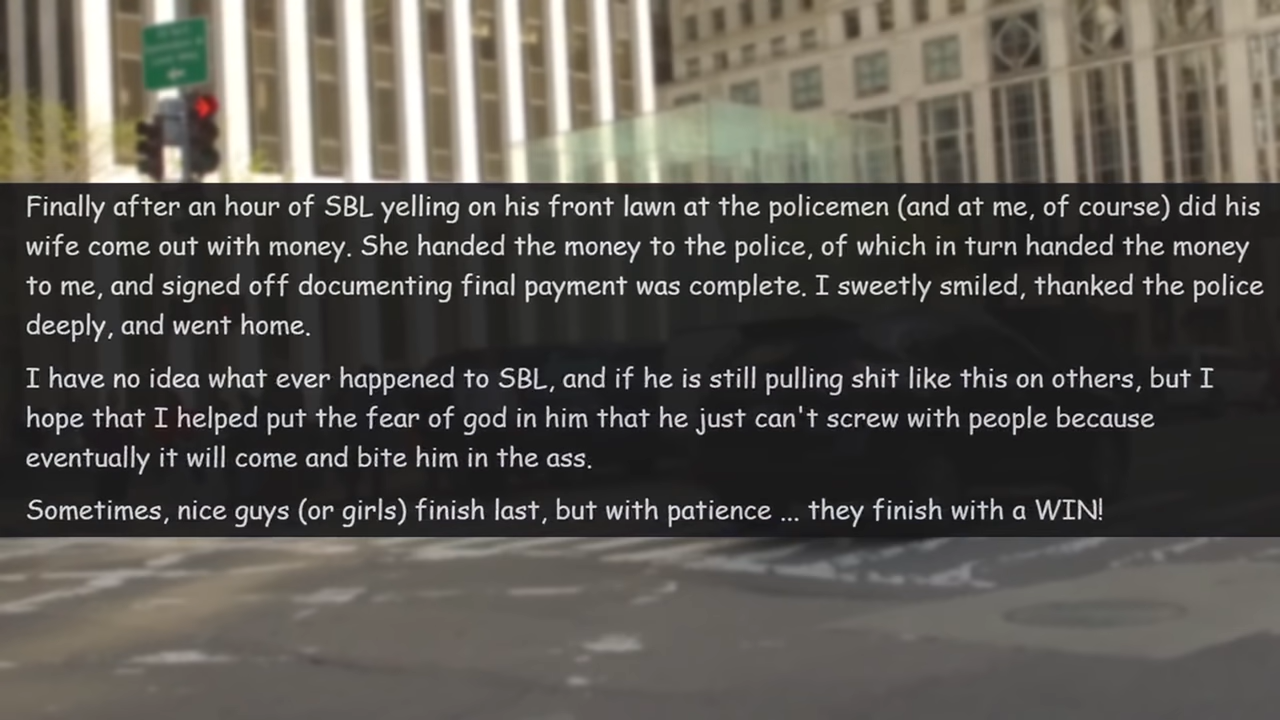 Finally after an hour of SBL yelling on his front lawn at the policemen (and at me, of course) did his
wife come out with money. She handed the money to the police, of which in turn handed the money
to me, and signed off documenting final payment was complete. I sweetly smiled, thanked the police
deeply, and went home.
I have no idea what ever happened to SBL, and if he is still pulling shit like this on others, but I
hope that I helped put the fear of god in him that he just can't screw with people because
eventually it will come and bite him in the ass.
Sometimes, nice guys (or girls) finish last, but with patience ... they finish with a WIN!